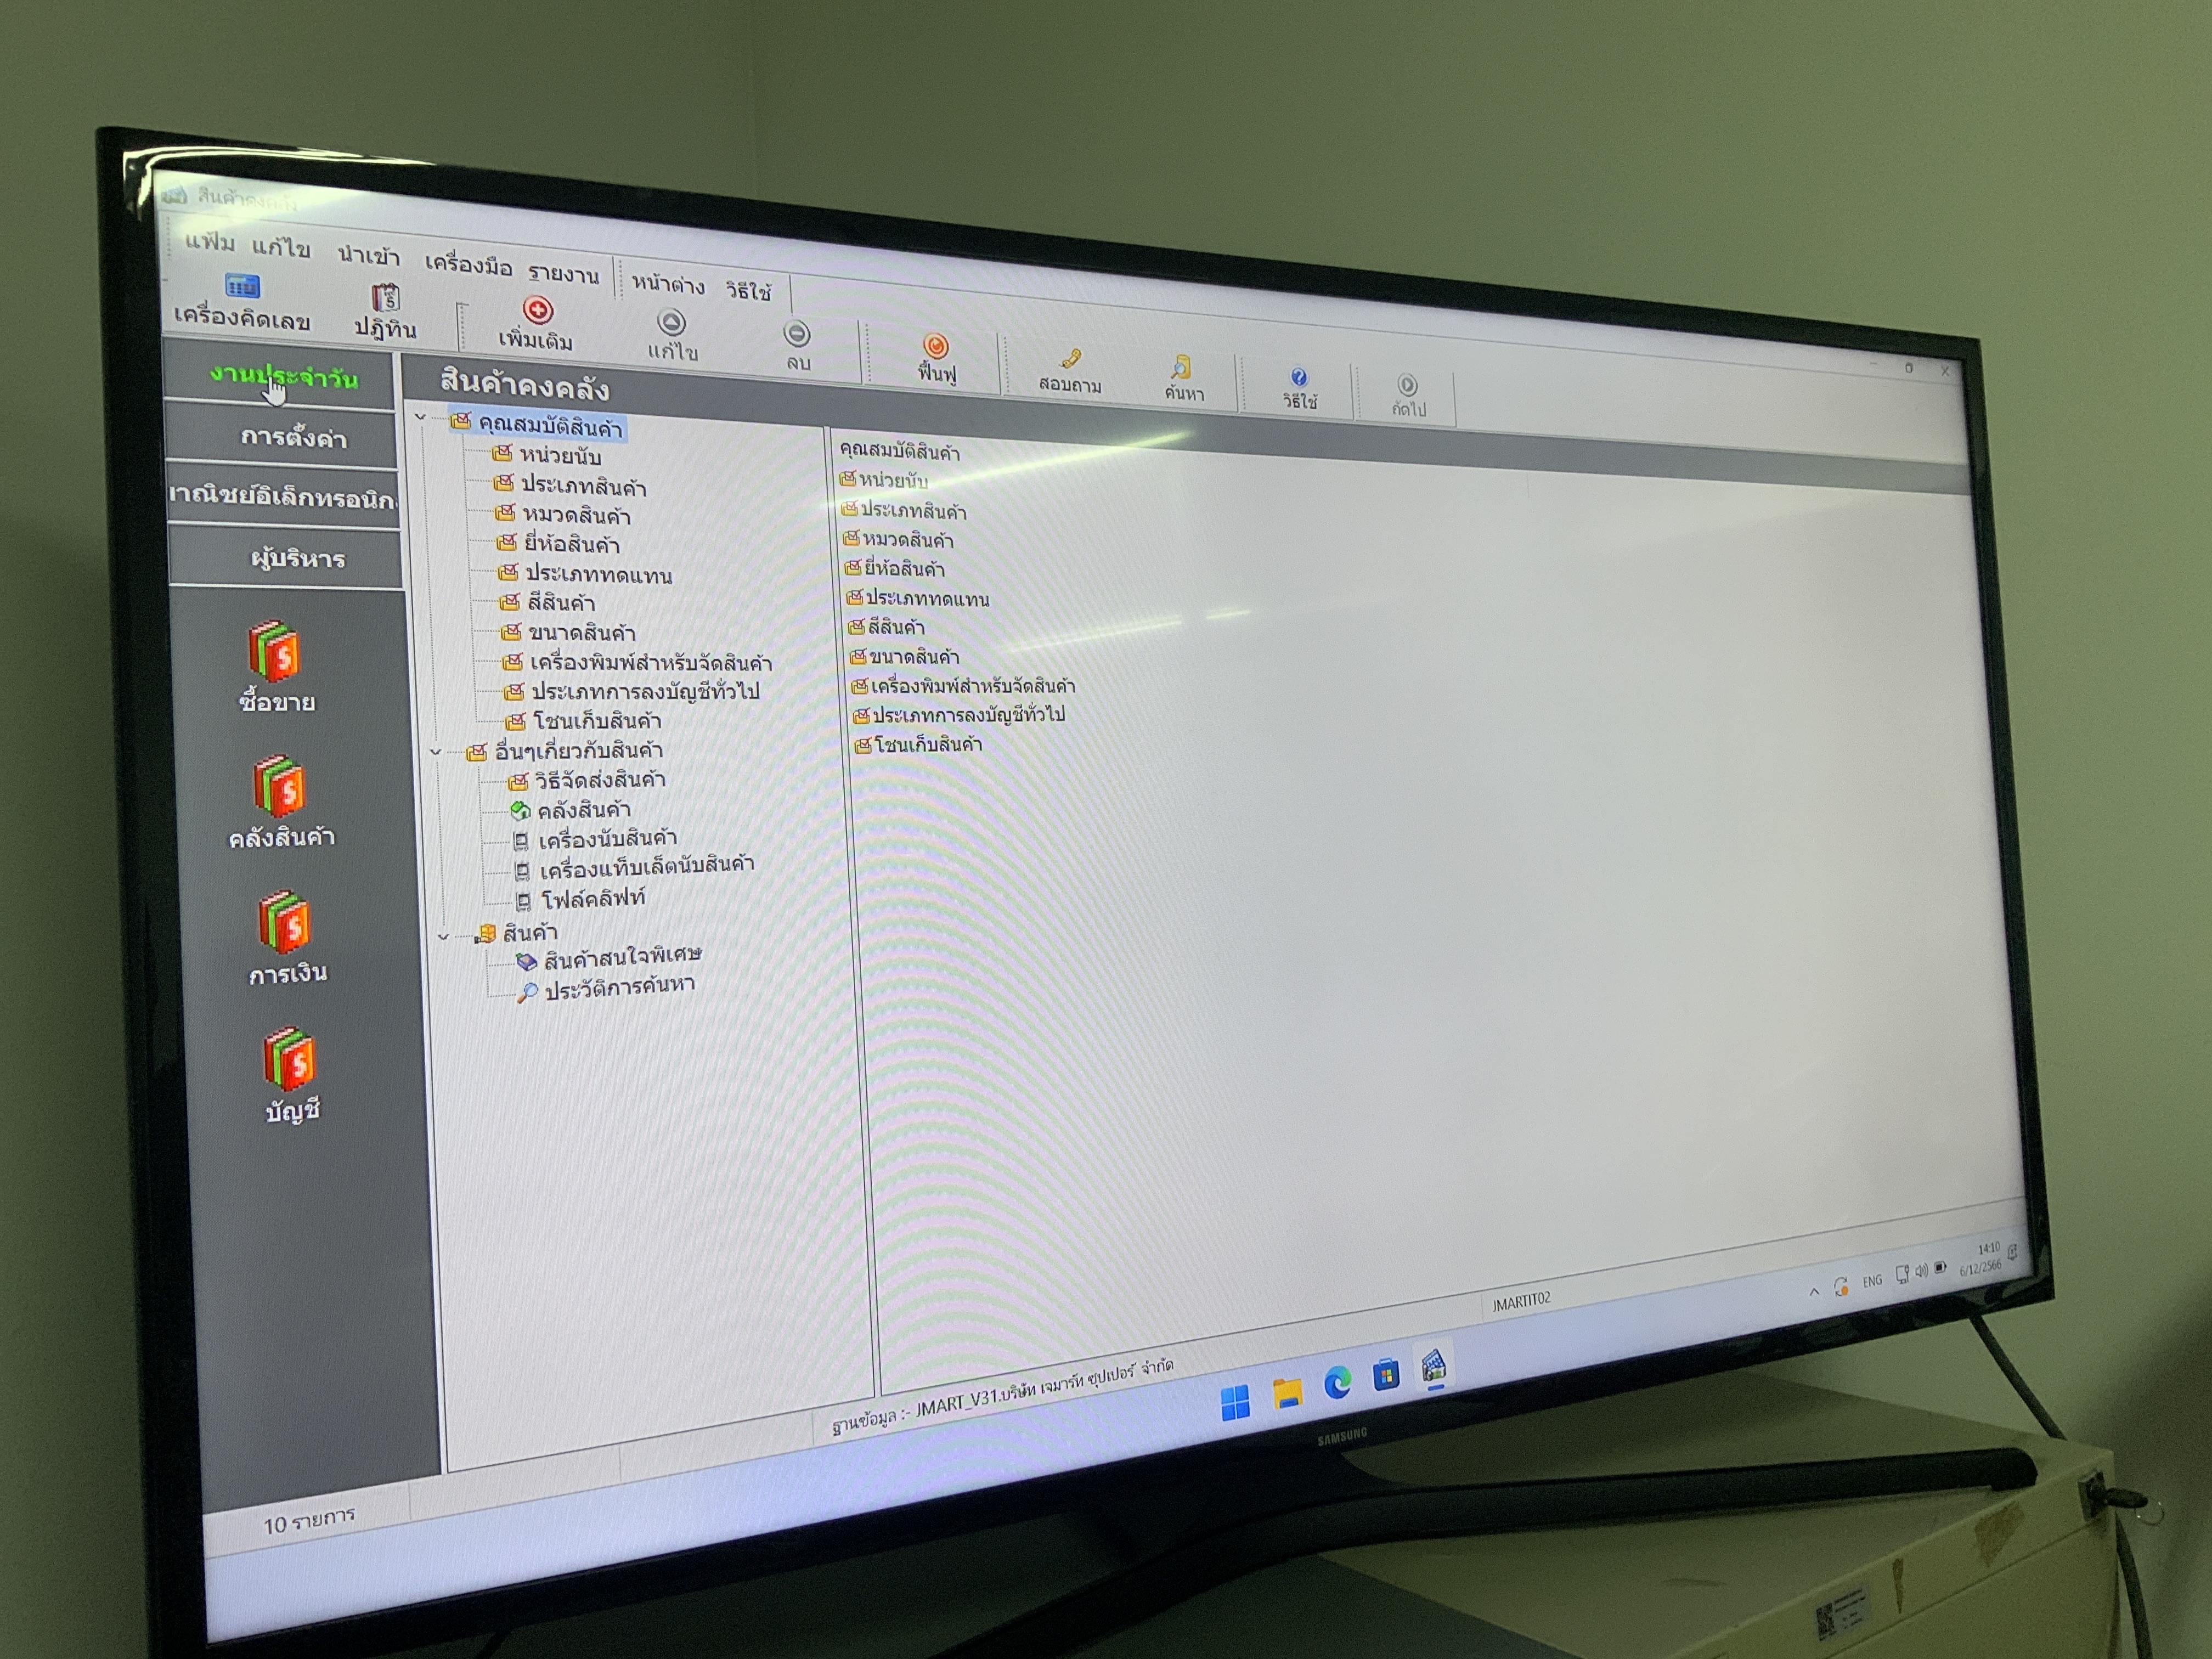 สินค้าคงคลัง
แฟ้ม แก้ไข นำเข้า เครื่องมือ รายงาน หน้าต่าง วิธีใช้
เครื่องคิดเลข ปฏิทิน เพิ่มเติม แก้ไข ลบ ฟื้นฟู สอบถาม ค้นหา วิธีใช้ ถัดไป
งานประจำวัน
การตั้งค่า
าณิชย์อิเล็กทรอนิก
ผู้บริหาร
ซื้อขาย
คลังสินค้า
การเงิน
บัญชี
สินค้าคงคลัง
คุณสมบัติสินค้า
หน่วยนับ
ประเภทสินค้า
หมวดสินค้า
ยี่ห้อสินค้า
ประเภททดแทน
สีสินค้า
ขนาดสินค้า
เครื่องพิมพ์สำหรับจัดสินค้า
ประเภทการลงบัญชีทั่วไป
โซนเก็บสินค้า
อื่นๆเกี่ยวกับสินค้า
วิธีจัดส่งสินค้า
คลังสินค้า
เครื่องนับสินค้า
เครื่องแท็บเล็ตนับสินค้า
โฟล์คลิฟท์
สินค้า
สินค้าสนใจพิเศษ
ประวัติการค้นหา
คุณสมบัติสินค้า
หน่วยนับ
ประเภทสินค้า
หมวดสินค้า
ยี่ห้อสินค้า
ประเภททดแทน
สีสินค้า
ขนาดสินค้า
เครื่องพิมพ์สำหรับจัดสินค้า
ประเภทการลงบัญชีทั่วไป
โซนเก็บสินค้า
10 รายการ
ฐานข้อมูล :- JMART_V31.บริษัท เจมาร์ท ซุปเปอร์ จำกัด
JMARTIT02
ENG
14:10
6/12/2566
SAMSUNG